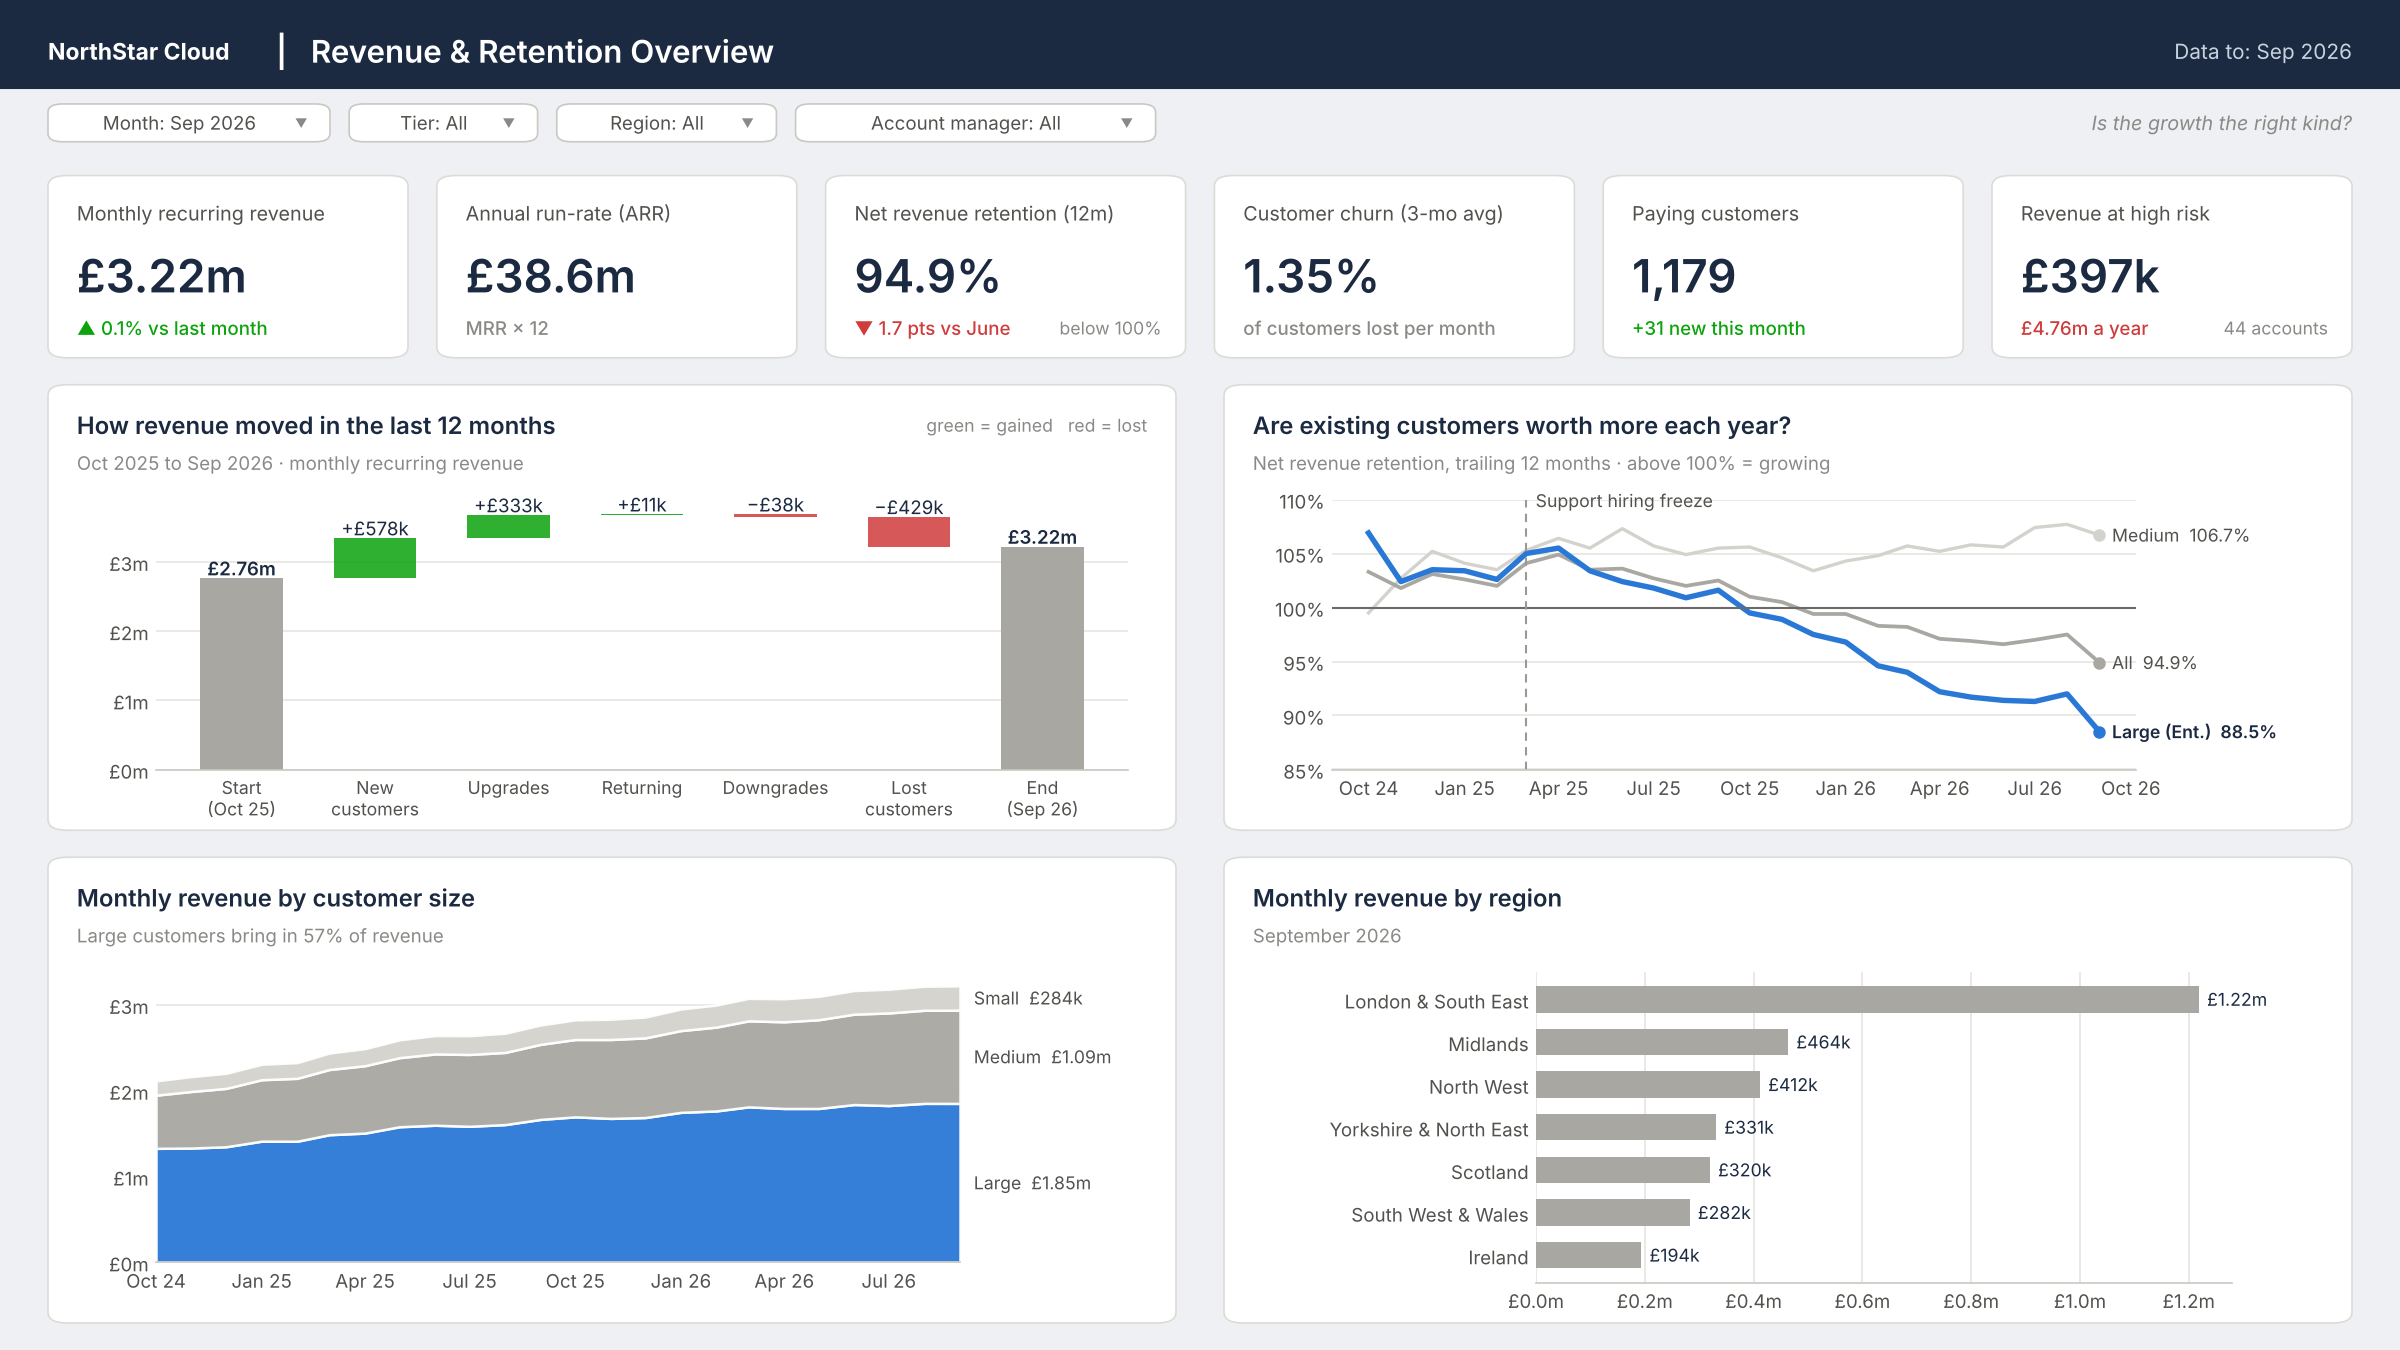 NorthStar Cloud | Revenue & Retention Overview
Data to: Sep 2026
Month: Sep 2026 ▼
Tier: All ▼
Region: All ▼
Account manager: All ▼
Is the growth the right kind?
Monthly recurring revenue
£3.22m
▲ 0.1% vs last month
Annual run-rate (ARR)
£38.6m
MRR × 12
Net revenue retention (12m)
94.9%
▼ 1.7 pts vs June below 100%
Customer churn (3-mo avg)
1.35%
of customers lost per month
Paying customers
1,179
+31 new this month
Revenue at high risk
£397k
£4.76m a year 44 accounts
How revenue moved in the last 12 months
green = gained red = lost
Oct 2025 to Sep 2026 · monthly recurring revenue
£3m
£2m
£1m
£0m
£2.76m
+£578k
+£333k
+£11k
−£38k
−£429k
£3.22m
Start
(Oct 25)
New
customers
Upgrades
Returning
Downgrades
Lost
customers
End
(Sep 26)
Are existing customers worth more each year?
Net revenue retention, trailing 12 months · above 100% = growing
110%
105%
100%
95%
90%
85%
Support hiring freeze
Medium 106.7%
All 94.9%
Large (Ent.) 88.5%
Oct 24 Jan 25 Apr 25 Jul 25 Oct 25 Jan 26 Apr 26 Jul 26 Oct 26
Monthly revenue by customer size
Large customers bring in 57% of revenue
£3m
£2m
£1m
£0m
Small £284k
Medium £1.09m
Large £1.85m
Oct 24 Jan 25 Apr 25 Jul 25 Oct 25 Jan 26 Apr 26 Jul 26
Monthly revenue by region
September 2026
London & South East £1.22m
Midlands £464k
North West £412k
Yorkshire & North East £331k
Scotland £320k
South West & Wales £282k
Ireland £194k
£0.0m £0.2m £0.4m £0.6m £0.8m £1.0m £1.2m